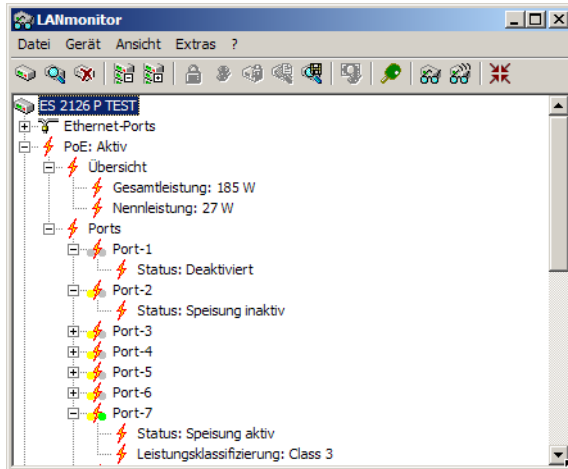 LANmonitor
Datei Gerät Ansicht Extras ?
ES 2126 P TEST
Ethernet-Ports
PoE: Aktiv
Übersicht
Gesamtleistung: 185 W
Nennleistung: 27 W
Ports
Port-1
Status: Deaktiviert
Port-2
Status: Speisung inaktiv
Port-3
Port-4
Port-5
Port-6
Port-7
Status: Speisung aktiv
Leistungsklassifizierung: Class 3